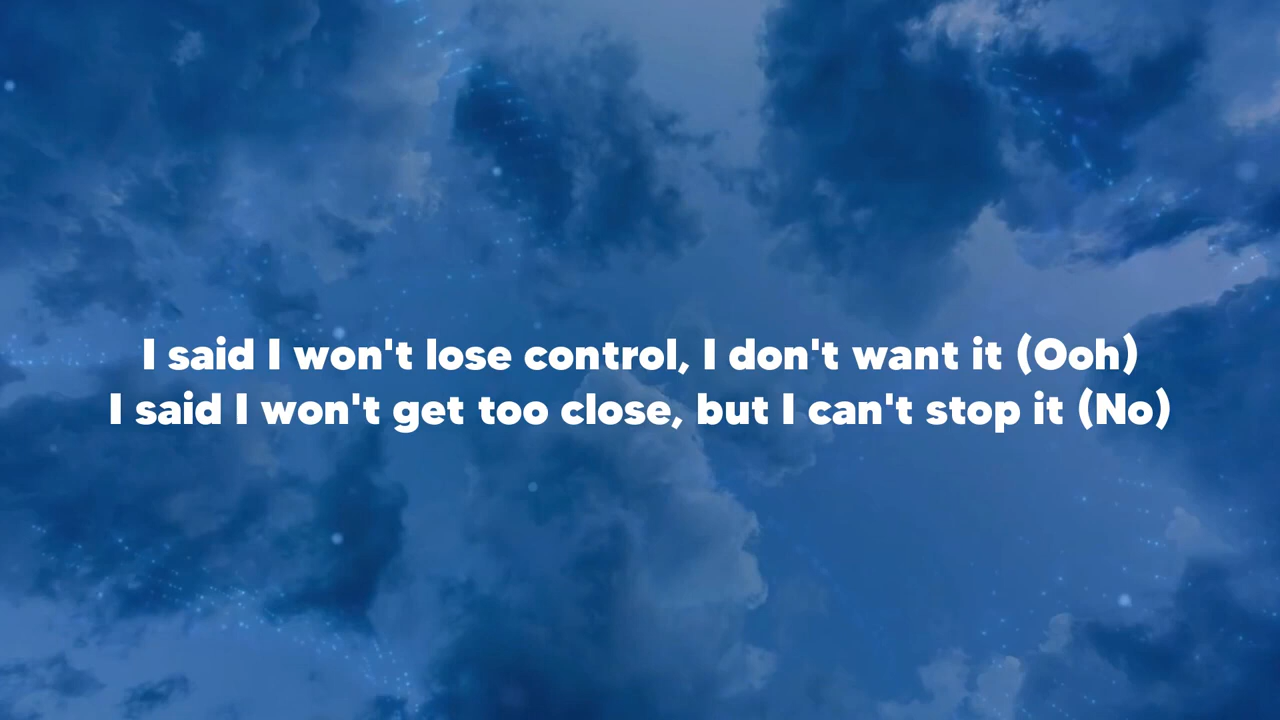 I said I won't lose control, I don't want it (Ooh)
I said I won't get too close, but I can't stop it (No)